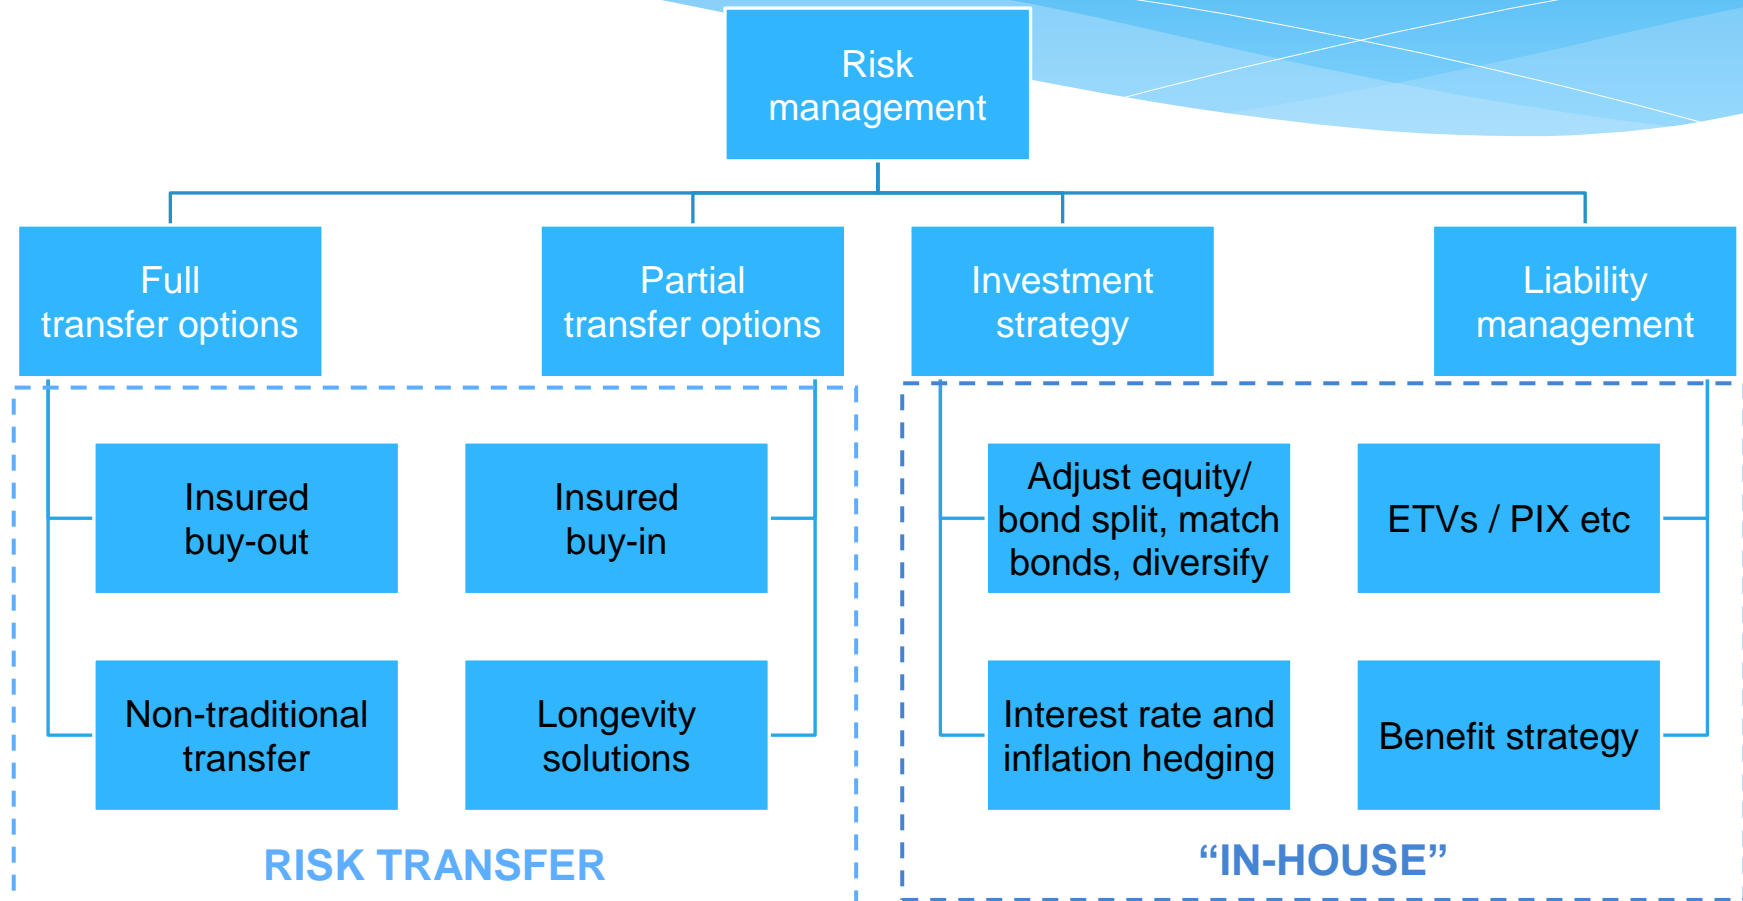 Risk
management
Full
transfer options
Partial
transfer options
Investment
strategy
Liability
management
Insured
buy-out
Insured
buy-in
Adjust equity/
bond split, match
bonds, diversify
ETVs / PIX etc
Non-traditional
transfer
Longevity
solutions
Interest rate and
inflation hedging
Benefit strategy
RISK TRANSFER
“IN-HOUSE”